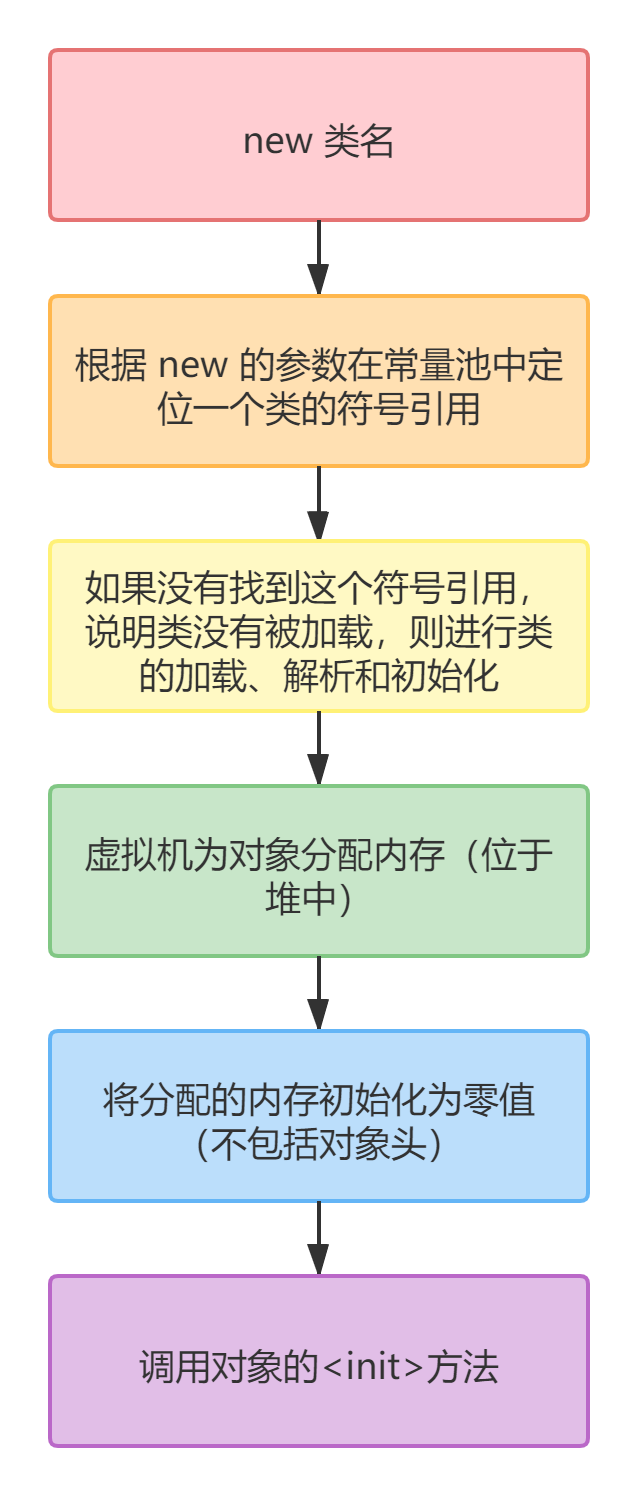 new 类名
根据 new 的参数在常量池中定
位一个类的符号引用
如果没有找到这个符号引用，
说明类没有被加载，则进行类
的加载、解析和初始化
虚拟机为对象分配内存（位于
堆中）
将分配的内存初始化为零值
（不包括对象头）
调用对象的<init>方法